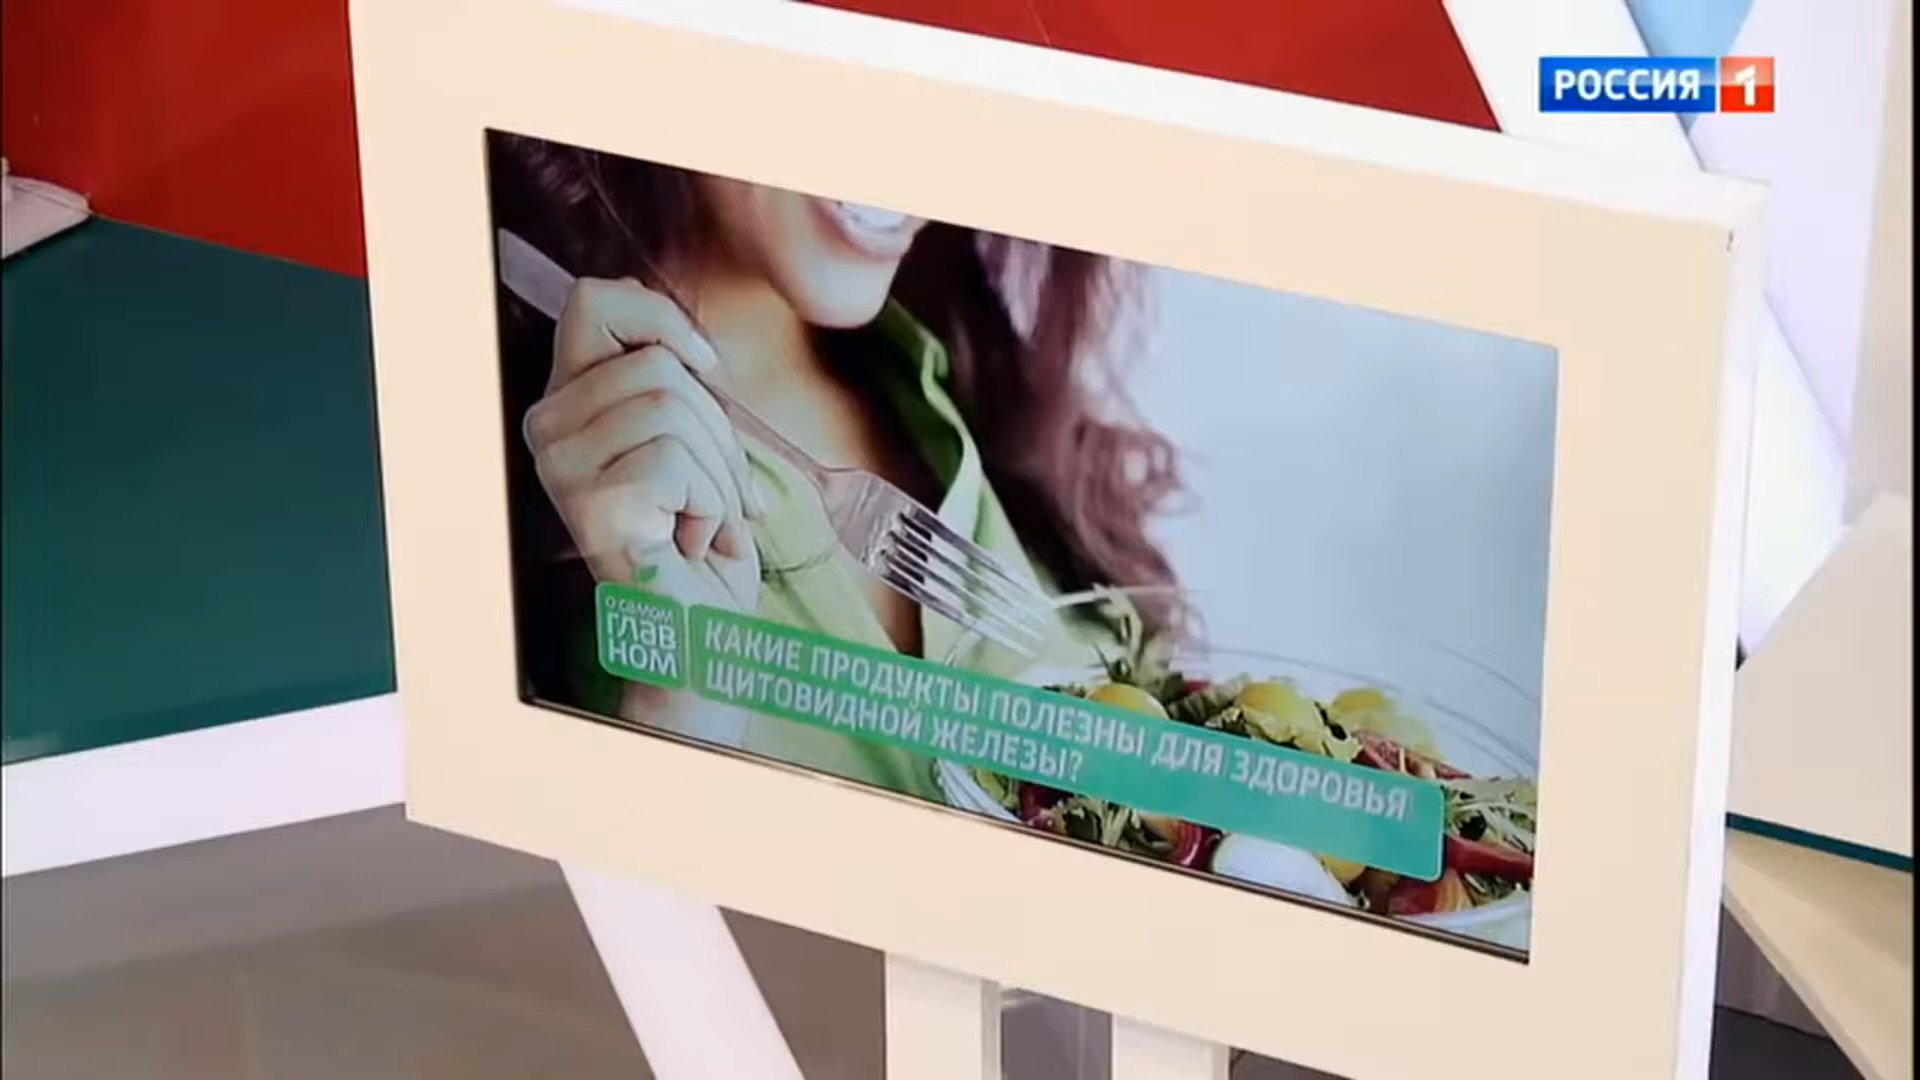 РОССИЯ 1
о самом
глав
ном
КАКИЕ ПРОДУКТЫ ПОЛЕЗНЫ ДЛЯ ЗДОРОВЬЯ
ЩИТОВИДНОЙ ЖЕЛЕЗЫ?